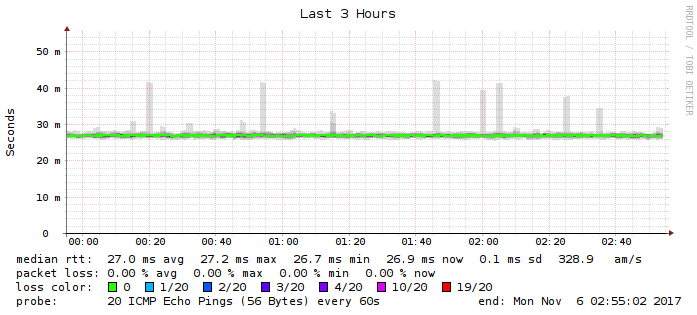 Last 3 Hours
RRDTOOL / TOBI OETIKER
Seconds
50 m
40 m
30 m
20 m
10 m
0
00:00 00:20 00:40 01:00 01:20 01:40 02:00 02:20 02:40
median rtt: 27.0 ms avg 27.2 ms max 26.7 ms min 26.9 ms now 0.1 ms sd 328.9 am/s
packet loss: 0.00 % avg 0.00 % max 0.00 % min 0.00 % now
loss color: 0 1/20 2/20 3/20 4/20 10/20 19/20
probe: 20 ICMP Echo Pings (56 Bytes) every 60s end: Mon Nov 6 02:55:02 2017